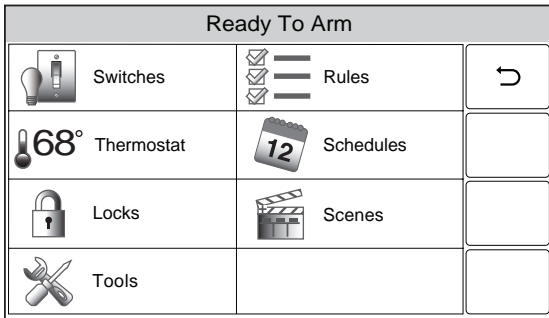 Ready To Arm
Switches
Rules
68° Thermostat
12
Schedules
Locks
Scenes
Tools